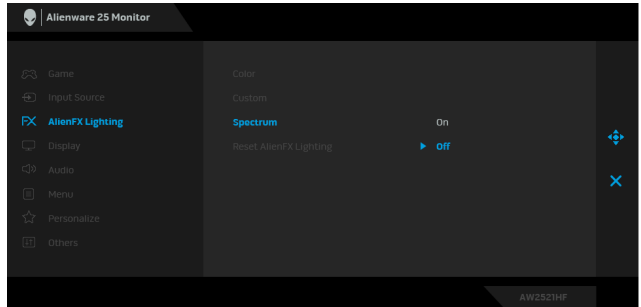 Alienware 25 Monitor
Game
Input Source
FX AlienFX Lighting
Display
Audio
Menu
Personalize
Others
Color
Custom
Spectrum On
Reset AlienFX Lighting Off
AW2521HF